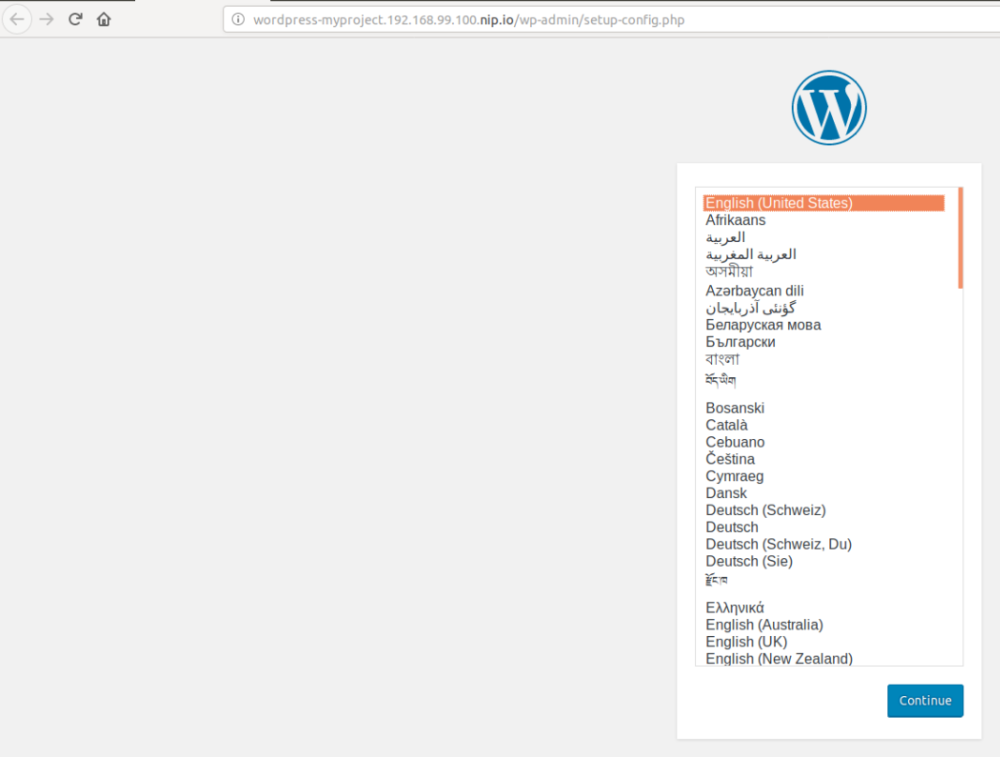 wordpress-myproject.192.168.99.100.nip.io/wp-admin/setup-config.php
English (United States)
Afrikaans
العربية
العربية المغربية
অসমীয়া
Azərbaycan dili
گؤنئی آذربایجان
Беларуская мова
Български
বাংলা
བོད་ཡིག
Bosanski
Català
Cebuano
Čeština
Cymraeg
Dansk
Deutsch (Schweiz)
Deutsch
Deutsch (Schweiz, Du)
Deutsch (Sie)
རྫོང་ཁ
Ελληνικά
English (Australia)
English (UK)
English (New Zealand)
Continue